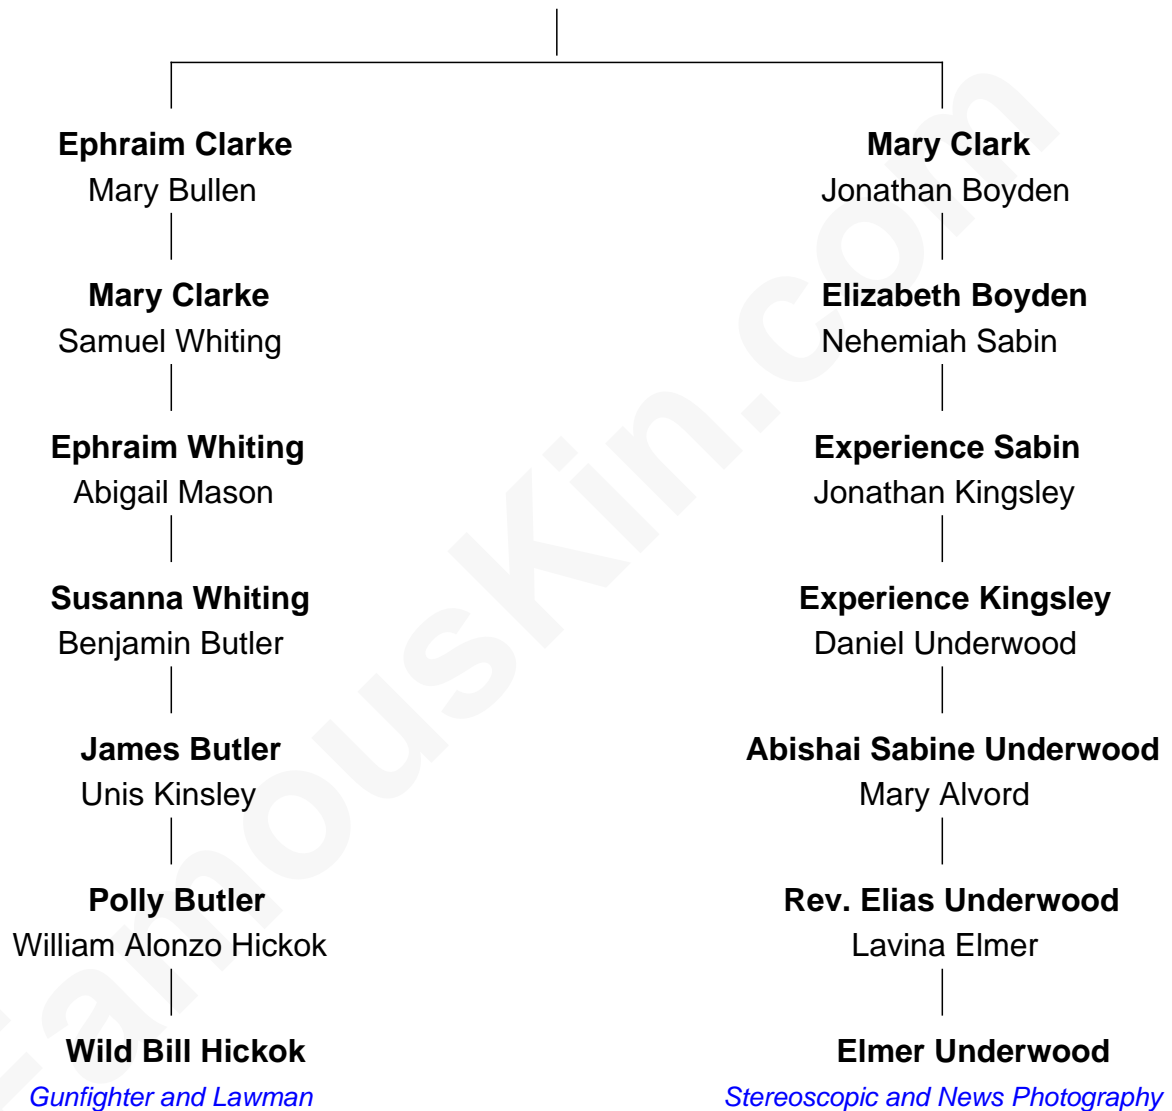 Ephraim Clarke
Mary Bullen
Mary Clarke
Samuel Whiting
Ephraim Whiting
Abigail Mason
Susanna Whiting
Benjamin Butler
James Butler
Unis Kinsley
Polly Butler
William Alonzo Hickok
Wild Bill Hickok
Gunfighter and Lawman
Mary Clark
Jonathan Boyden
Elizabeth Boyden
Nehemiah Sabin
Experience Sabin
Jonathan Kingsley
Experience Kingsley
Daniel Underwood
Abishai Sabine Underwood
Mary Alvord
Rev. Elias Underwood
Lavina Elmer
Elmer Underwood
Stereoscopic and News Photography
FamousKin.com